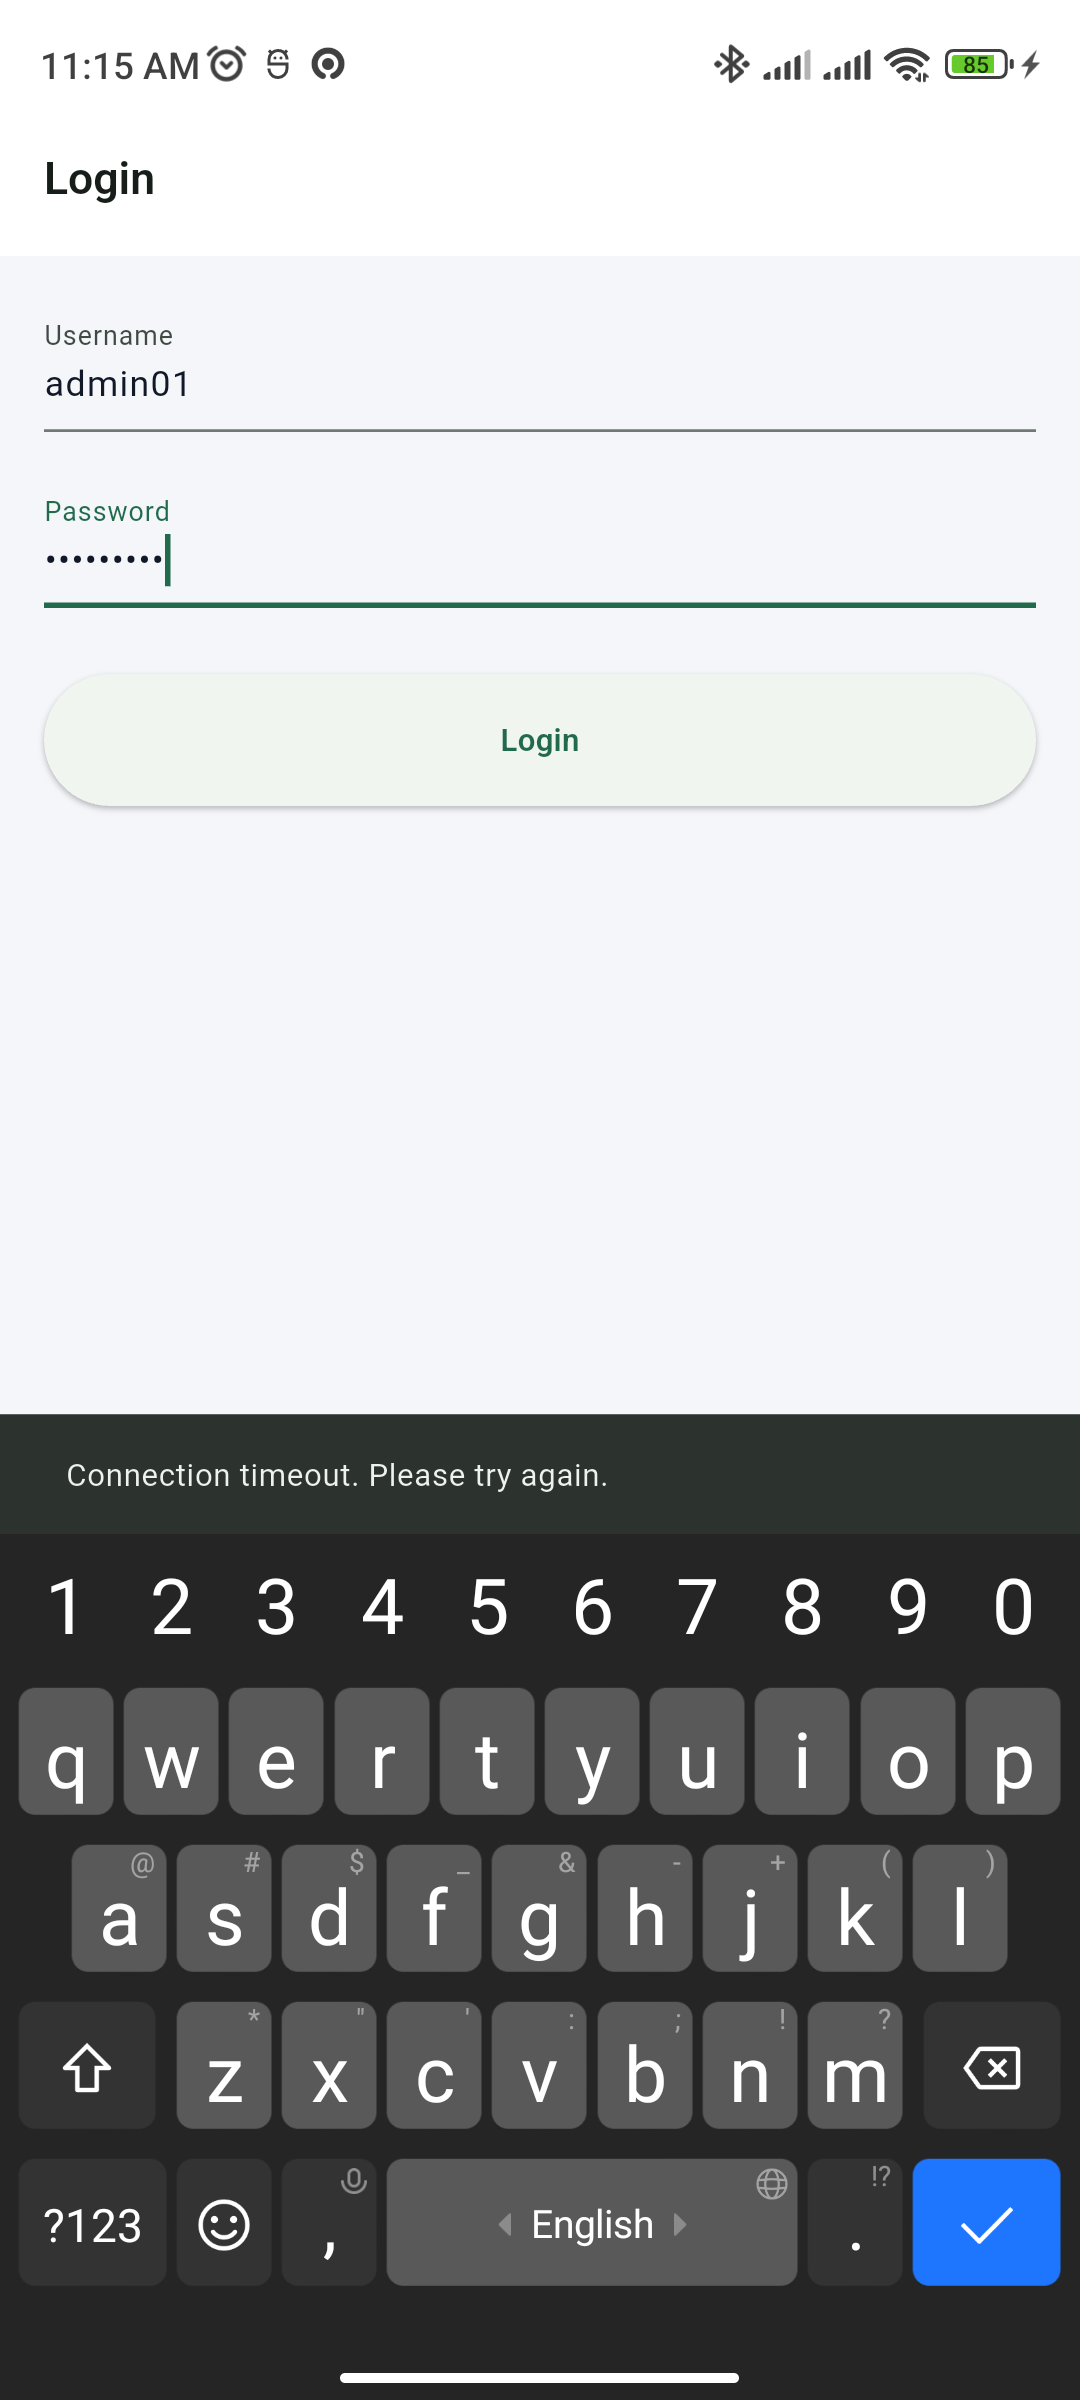 11:15 AM
85
Login
Username
admin01
Password
•••••••••
Login
Connection timeout. Please try again.
1 2 3 4 5 6 7 8 9 0
q w e r t y u i o p
@ # $ _ & - + ( )
a s d f g h j k l
* " ' : ; ! ?
z x c v b n m
!?
?123 , English .